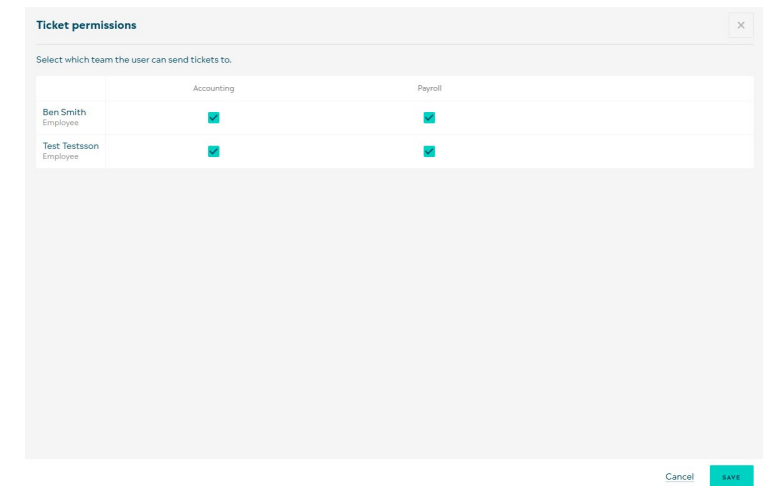 Ticket permissions
Select which team the user can send tickets to.
Accounting Payroll
Ben Smith
Employee
Test Testsson
Employee
Cancel SAVE